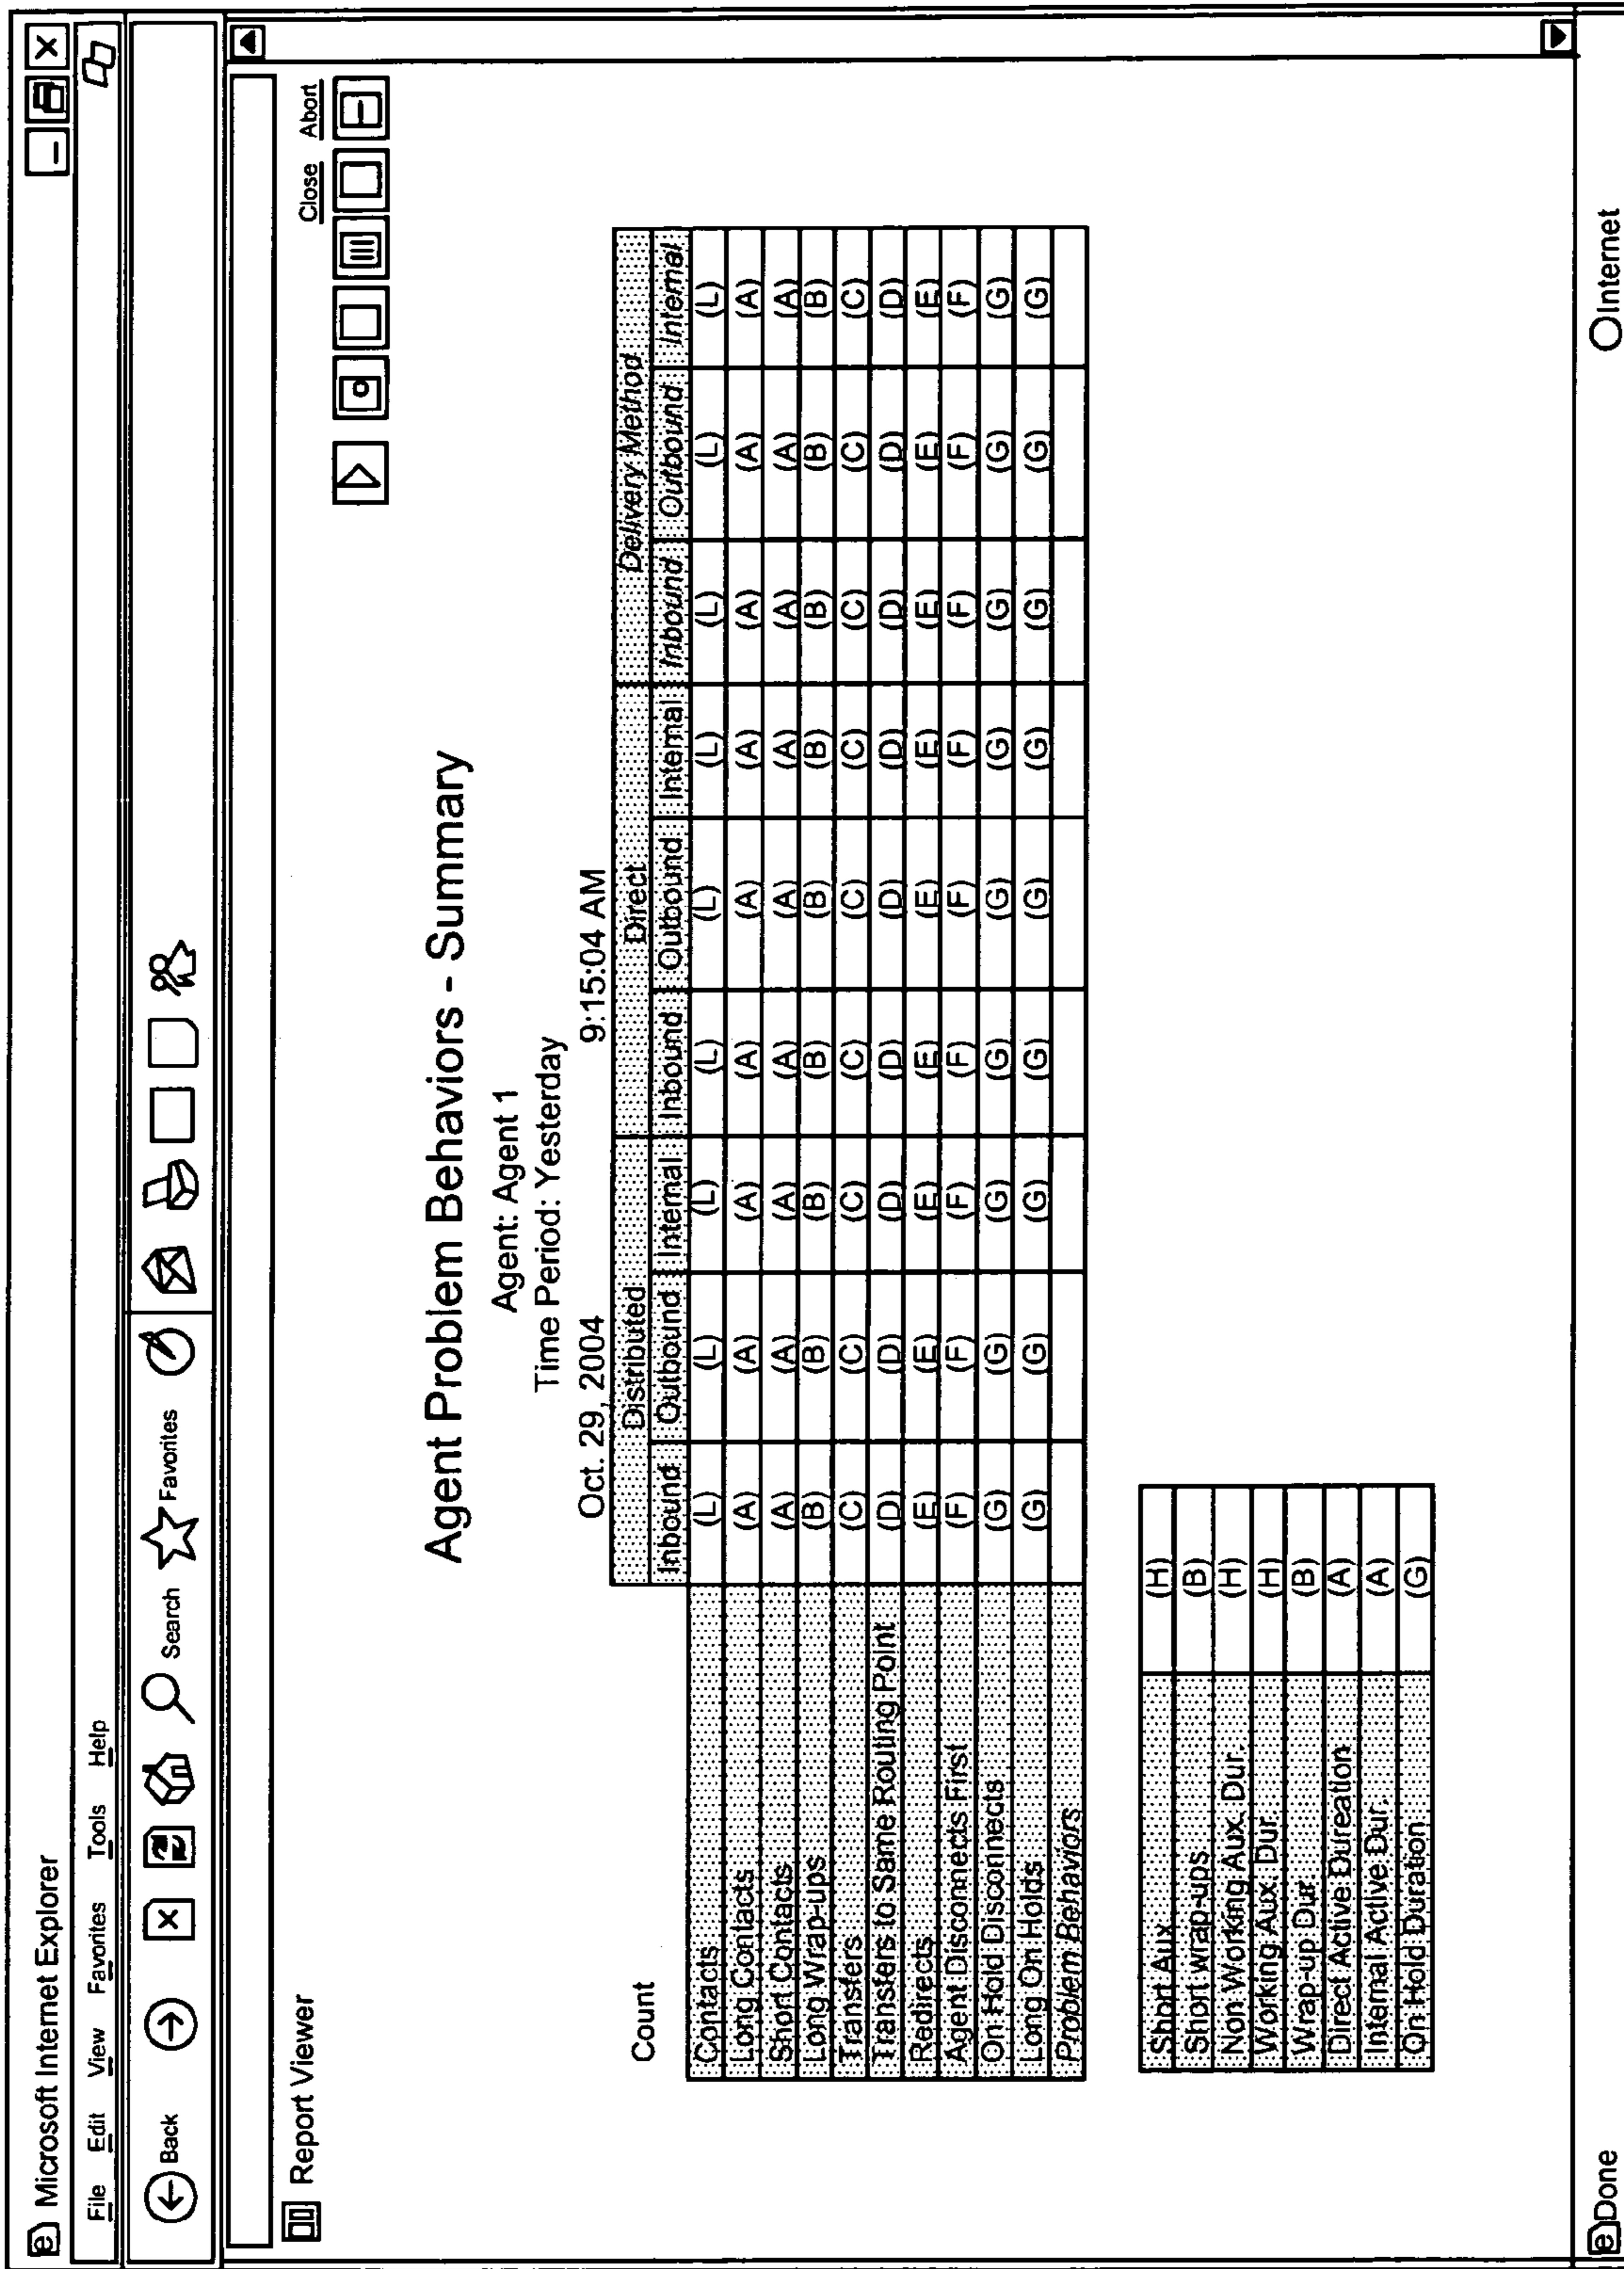 Microsoft Internet Explorer
File Edit View Favorites Tools Help
Back Search Favorites
Report Viewer
Close Abort
Agent Problem Behaviors - Summary
Agent: Agent 1
Time Period: Yesterday
Oct. 29, 2004 9:15:04 AM
Distributed Direct Delivery Method
Count Inbound Outbound Internal Inbound Outbound Internal Inbound Outbound Internal
Contacts (L) (L) (L) (L) (L) (L) (L) (L) (L)
Long Contacts (A) (A) (A) (A) (A) (A) (A) (A) (A)
Short Contacts (A) (A) (A) (A) (A) (A) (A) (A) (A)
Long Wrap-ups (B) (B) (B) (B) (B) (B) (B) (B) (B)
Transfers (C) (C) (C) (C) (C) (C) (C) (C) (C)
Transfers to Same Routing Point (D) (D) (D) (D) (D) (D) (D) (D) (D)
Redirects (E) (E) (E) (E) (E) (E) (E) (E) (E)
Agent Disconnects First (F) (F) (F) (F) (F) (F) (F) (F) (F)
On Hold Disconnects (G) (G) (G) (G) (G) (G) (G) (G) (G)
Long On Holds (G) (G) (G) (G) (G) (G) (G) (G) (G)
Problem Behaviors
Short Aux (H)
Short wrap-ups (B)
Non Working Aux. Dur. (H)
Working Aux. Dur. (H)
Wrap-up Dur. (B)
Direct Active Dureation (A)
Internal Active Dur. (A)
On Hold Duration (G)
Done Internet